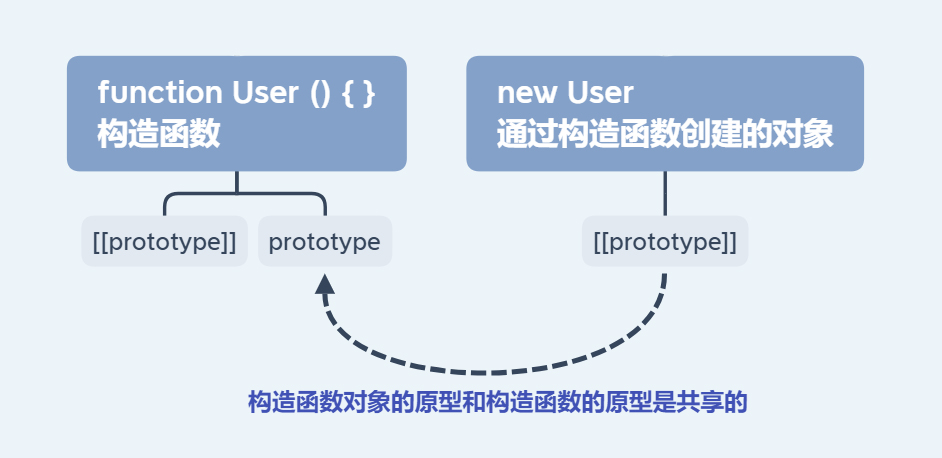 function User () { }
构造函数
new User
通过构造函数创建的对象
[[prototype]]
prototype
[[prototype]]
构造函数对象的原型和构造函数的原型是共享的